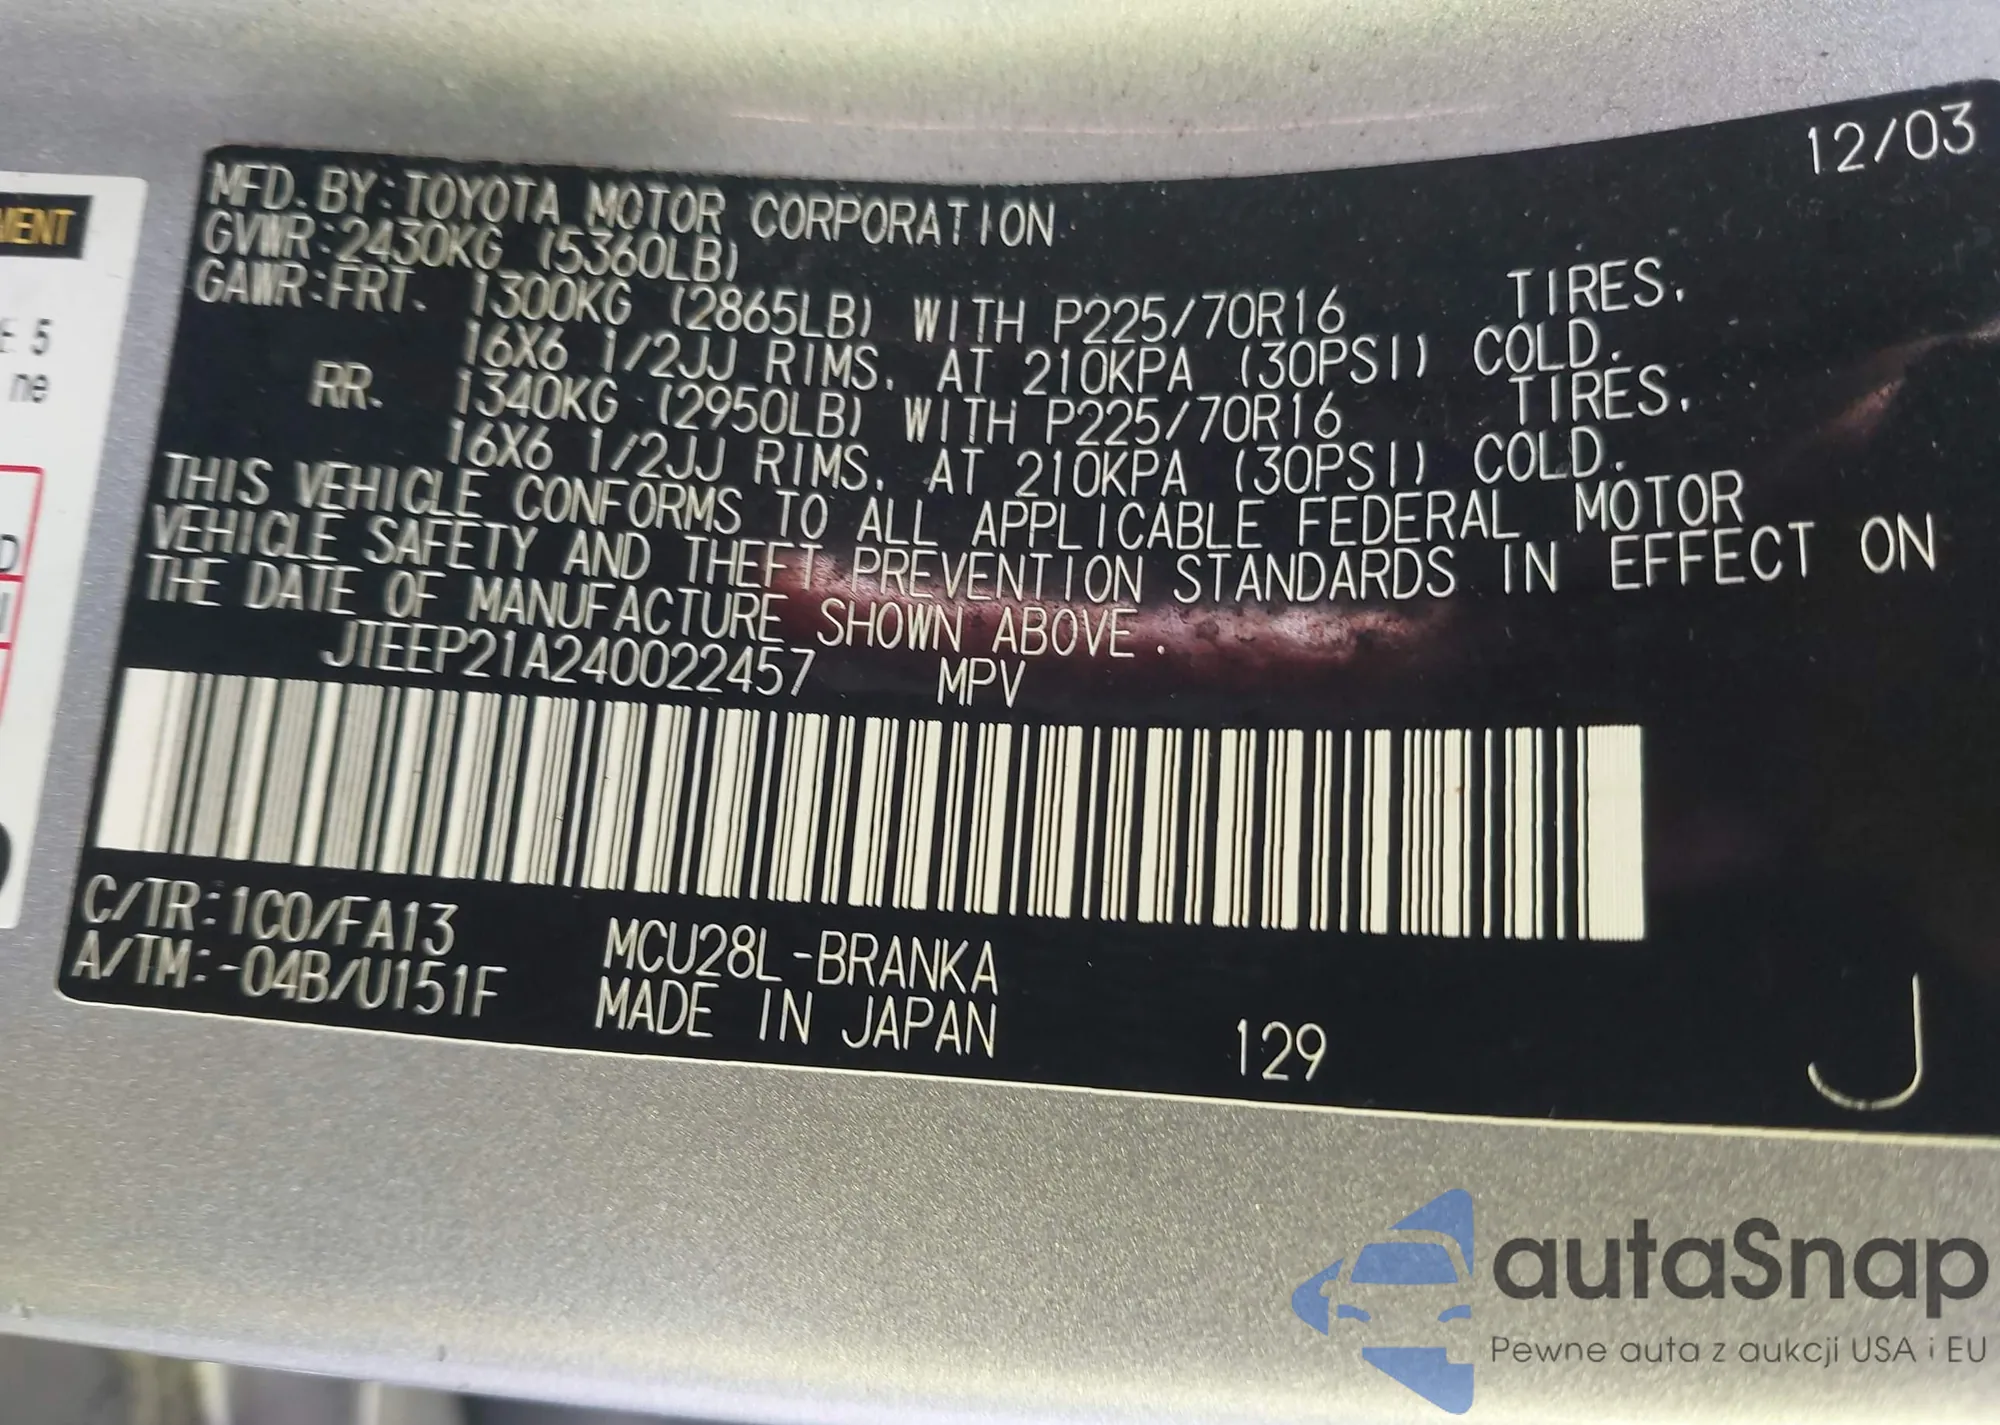 12/03
MFD. BY: TOYOTA MOTOR CORPORATION
GVWR: 2430KG (5360LB)
GAWR: FRT. 1300KG (2865LB) WITH P225/70R16 TIRES.
16X6 1/2JJ RIMS. AT 210KPA (30PSI) COLD.
RR. 1340KG (2950LB) WITH P225/70R16 TIRES.
16X6 1/2JJ RIMS. AT 210KPA (30PSI) COLD.
THIS VEHICLE CONFORMS TO ALL APPLICABLE FEDERAL MOTOR
VEHICLE SAFETY AND THEFT PREVENTION STANDARDS IN EFFECT ON
THE DATE OF MANUFACTURE SHOWN ABOVE.
JTEEP21A240022457 MPV
C/TR: 1C0/FA13 MCU28L-BRANKA
A/TM: -04B/U151F MADE IN JAPAN 129
J
5
ne
autaSnap
Pewne auta z aukcji USA i EU